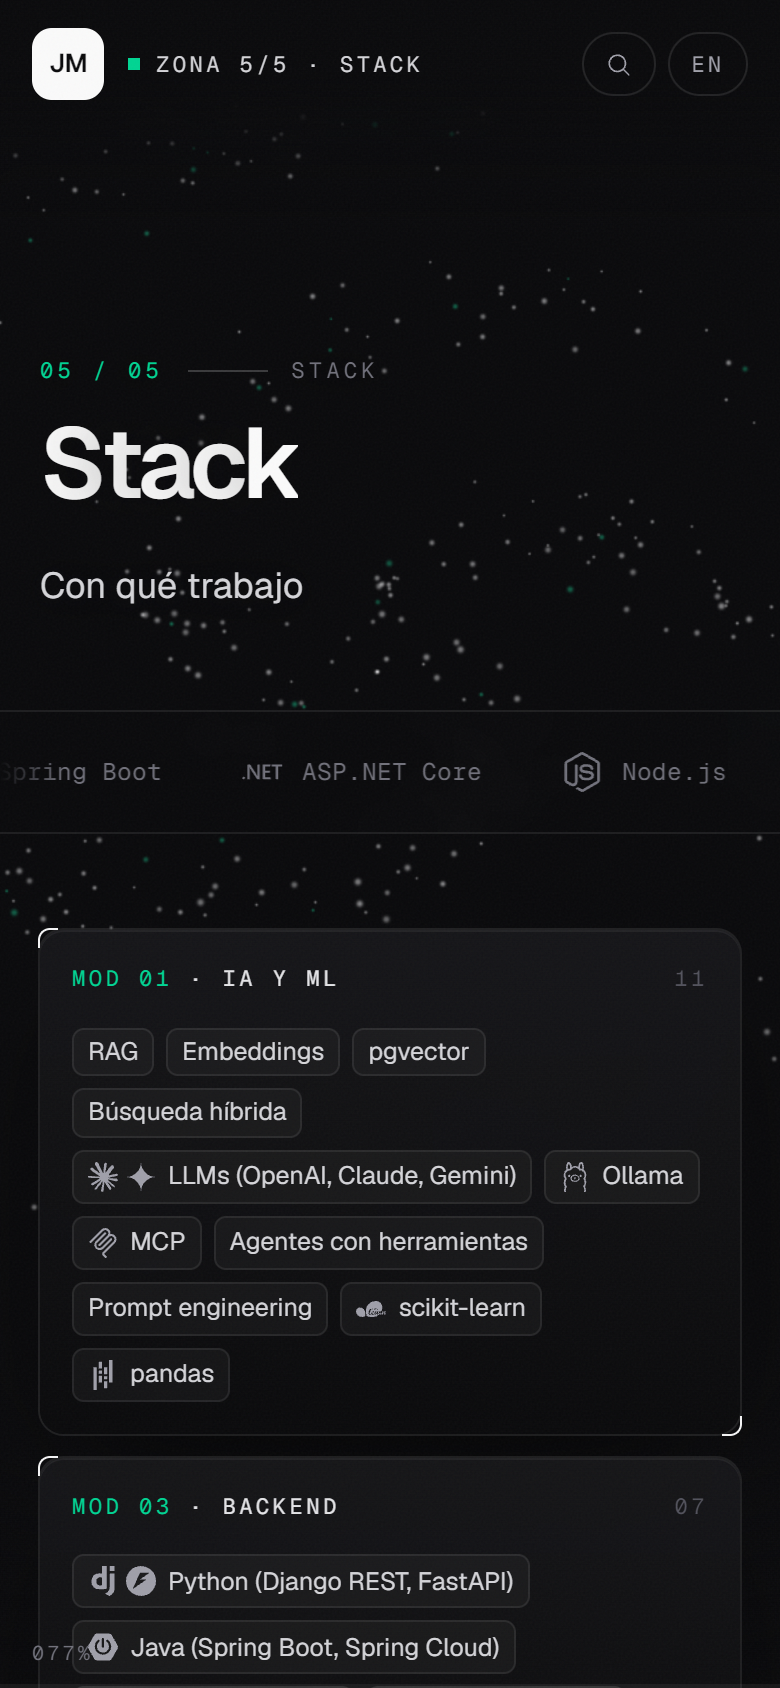 JM
ZONA 5/5 · STACK
EN
05 / 05
STACK
Stack
Con qué trabajo
Spring Boot
.NET ASP.NET Core
JS Node.js
MOD 01 · IA Y ML
11
RAG
Embeddings
pgvector
Búsqueda híbrida
LLMs (OpenAI, Claude, Gemini)
Ollama
MCP
Agentes con herramientas
Prompt engineering
scikit-learn
pandas
MOD 03 · BACKEND
07
dj Python (Django REST, FastAPI)
Java (Spring Boot, Spring Cloud)
077%